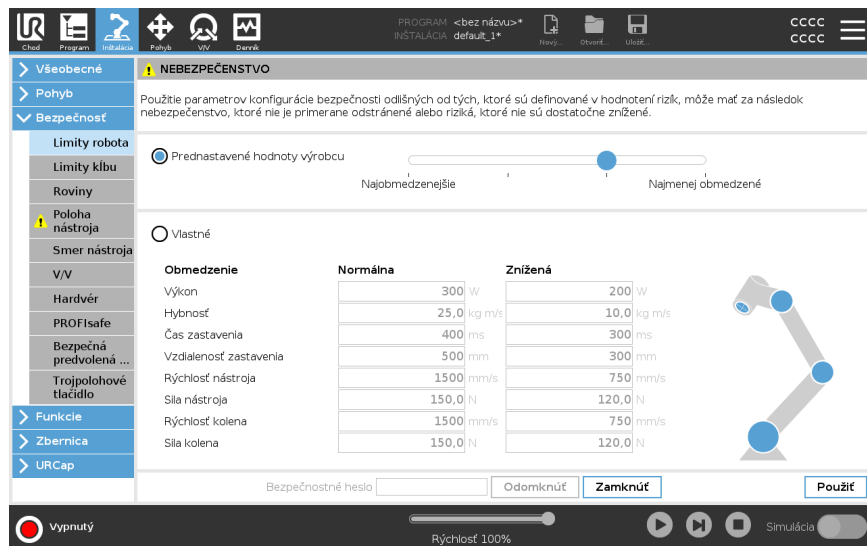 UR
Chod
Program
Inštalácia
Pohyb
V/V
Denník
PROGRAM <bez názvu>*
INŠTALÁCIA default_1*
Nový...
Otvoriť...
Uložiť...
CCCC
CCCC
Všeobecné
Pohyb
Bezpečnosť
Limity robota
Limity kĺbu
Roviny
Poloha
nástroja
Smer nástroja
V/V
Hardvér
PROFIsafe
Bezpečná
predvolená ...
Trojpolohové
tlačidlo
Funkcie
Zbernica
URCap
NEBEZPEČENSTVO
Použitie parametrov konfigurácie bezpečnosti odlišných od tých, ktoré sú definované v hodnotení rizík, môže mať za následok
nebezpečenstvo, ktoré nie je primerane odstránené alebo riziká, ktoré nie sú dostatočne znížené.
Prednastavené hodnoty výrobcu
Najobmedzenejšie
Najmenej obmedzené
Vlastné
Obmedzenie Normálna Znížená
Výkon 300 W 200 W
Hybnosť 25,0 kg m/s 10,0 kg m/s
Čas zastavenia 400 ms 300 ms
Vzdialenosť zastavenia 500 mm 300 mm
Rýchlosť nástroja 1500 mm/s 750 mm/s
Sila nástroja 150,0 N 120,0 N
Rýchlosť kolena 1500 mm/s 750 mm/s
Sila kolena 150,0 N 120,0 N
Bezpečnostné heslo
Odomknúť
Zamknúť
Použiť
Vypnutý
Rýchlosť 100%
Simulácia